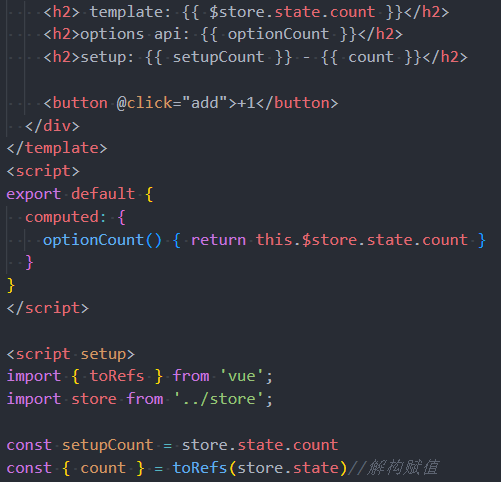 <h2> template: {{ $store.state.count }}</h2>
<h2>options api: {{ optionCount }}</h2>
<h2>setup: {{ setupCount }} - {{ count }}</h2>
<button @click="add">+1</button>
</div>
</template>
<script>
export default {
computed: {
optionCount() { return this.$store.state.count }
}
}
</script>
<script setup>
import { toRefs } from 'vue';
import store from '../store';
const setupCount = store.state.count
const { count } = toRefs(store.state)//解构赋值